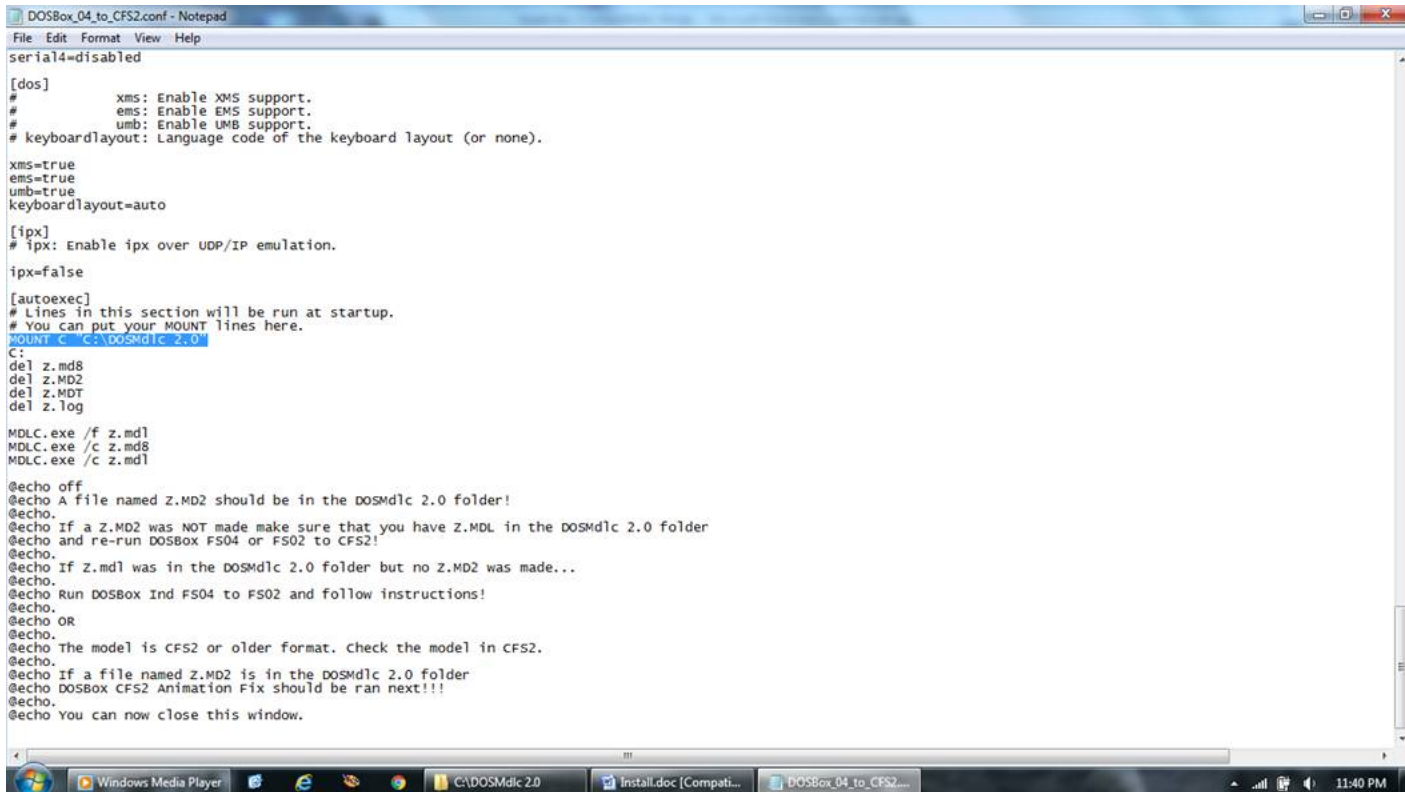 DOSBox_04_to_CFS2.conf - Notepad
File Edit Format View Help
serial4=disabled
[dos]
# xms: Enable XMS support.
# ems: Enable EMS support.
# umb: Enable UMB support.
# keyboardlayout: Language code of the keyboard layout (or none).
xms=true
ems=true
umb=true
keyboardlayout=auto
[ipx]
# ipx: Enable ipx over UDP/IP emulation.
ipx=false
[autoexec]
# Lines in this section will be run at startup.
# You can put your MOUNT lines here.
MOUNT C "C:\DOSMdlc 2.0"
C:
del z.md8
del z.MD2
del z.MDT
del z.log
MDLC.exe /f z.mdl
MDLC.exe /c z.md8
MDLC.exe /c z.mdl
@echo off
@echo A file named Z.MD2 should be in the DOSMdlc 2.0 folder!
@echo.
@echo If a Z.MD2 was NOT made make sure that you have Z.MDL in the DOSMdlc 2.0 folder
@echo and re-run DOSBox FS04 or FS02 to CFS2!
@echo.
@echo If Z.mdl was in the DOSMdlc 2.0 folder but no Z.MD2 was made...
@echo.
@echo Run DOSBox Ind FS04 to FS02 and follow instructions!
@echo.
@echo OR
@echo.
@echo The model is CFS2 or older format. Check the model in CFS2.
@echo.
@echo If a file named Z.MD2 is in the DOSMdlc 2.0 folder
@echo DOSBox CFS2 Animation Fix should be ran next!!!
@echo.
@echo You can now close this window.
Windows Media Player C:\DOSMdlc 2.0 Install.doc [Compati... DOSBox_04_to_CFS2.... 11:40 PM